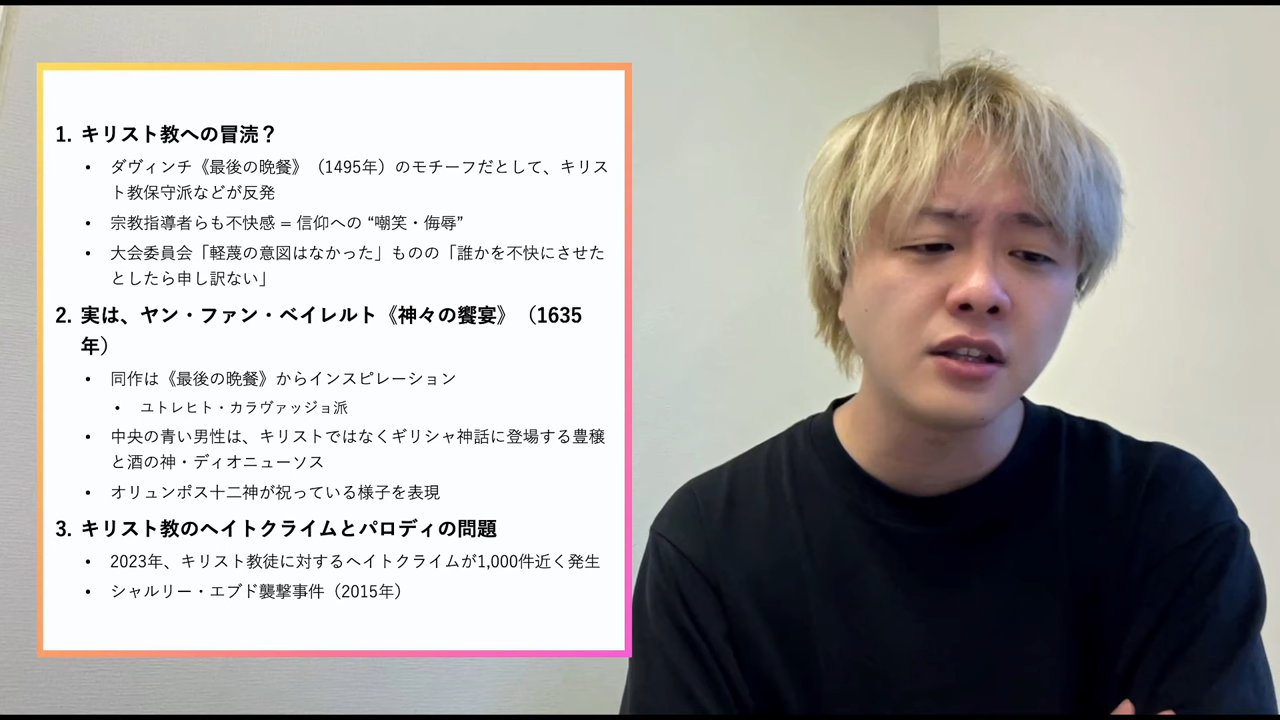 1. キリスト教への冒涜？
• ダヴィンチ《最後の晩餐》（1495年）のモチーフだとして、キリス
ト教保守派などが反発
• 宗教指導者らも不快感 = 信仰への “嘲笑・侮辱”
• 大会委員会「軽蔑の意図はなかった」ものの「誰かを不快にさせた
としたら申し訳ない」
2. 実は、ヤン・ファン・ベイレルト《神々の饗宴》（1635
年）
• 同作は《最後の晩餐》からインスピレーション
• ユトレヒト・カラヴァッジョ派
• 中央の青い男性は、キリストではなくギリシャ神話に登場する豊穣
と酒の神・ディオニューソス
• オリュンポス十二神が祝っている様子を表現
3. キリスト教のヘイトクライムとパロディの問題
• 2023年、キリスト教徒に対するヘイトクライムが1,000件近く発生
• シャルリー・エブド襲撃事件（2015年）